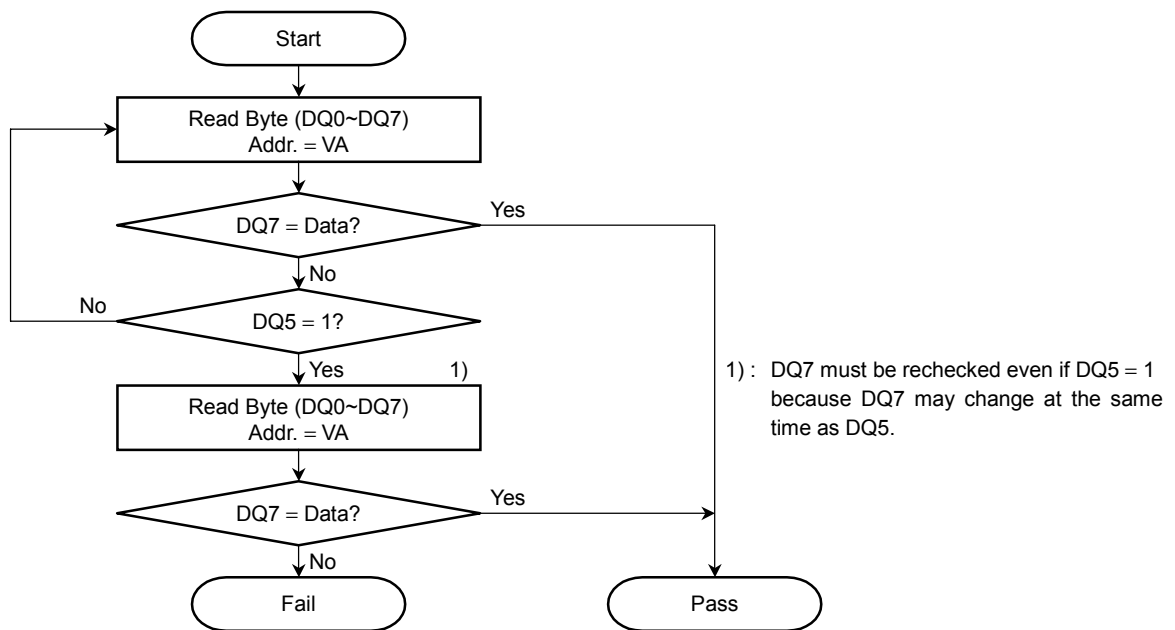 Start
Read Byte (DQ0~DQ7)
Addr. = VA
DQ7 = Data?
Yes
No
No
DQ5 = 1?
Yes
1)
Read Byte (DQ0~DQ7)
Addr. = VA
1) : DQ7 must be rechecked even if DQ5 = 1
because DQ7 may change at the same
time as DQ5.
DQ7 = Data?
Yes
No
Fail
Pass